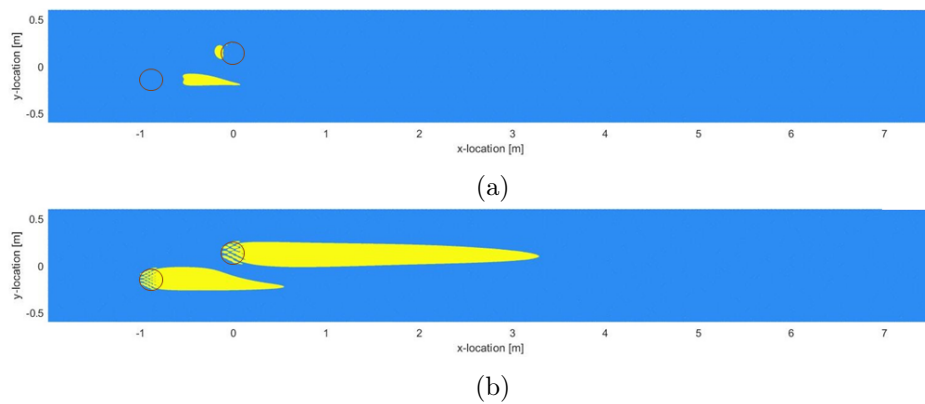 0.5
0
-0.5
y-location [m]
-1 0 1 2 3 4 5 6 7
x-location [m]
(a)
0.5
0
-0.5
y-location [m]
-1 0 1 2 3 4 5 6 7
x-location [m]
(b)